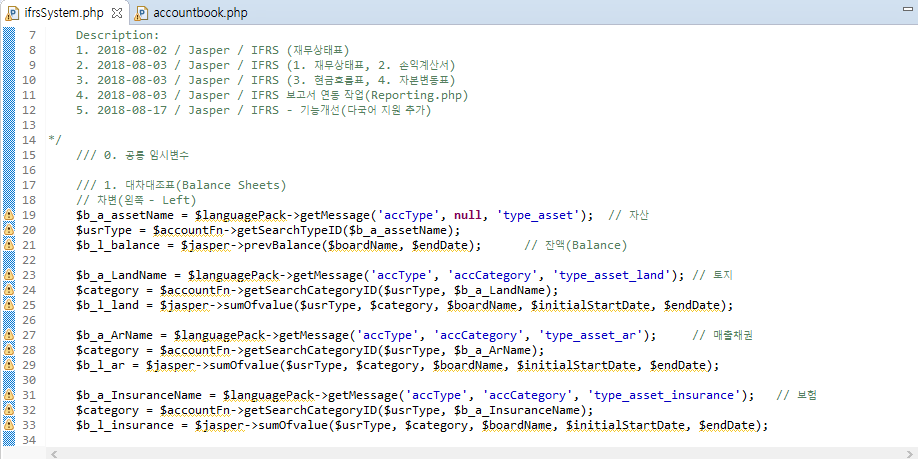 ifrsSystem.php accountbook.php
7 Description:
8 1. 2018-08-02 / Jasper / IFRS (재무상태표)
9 2. 2018-08-03 / Jasper / IFRS (1. 재무상태표, 2. 손익계산서)
10 3. 2018-08-03 / Jasper / IFRS (3. 현금흐름표, 4. 자본변동표)
11 4. 2018-08-03 / Jasper / IFRS 보고서 연동 작업(Reporting.php)
12 5. 2018-08-17 / Jasper / IFRS - 기능개선(다국어 지원 추가)
13
14 */
15 /// 0. 공통 임시변수
16
17 /// 1. 대차대조표(Balance Sheets)
18 // 차변(왼쪽 - Left)
19 $b_a_assetName = $languagePack->getMessage('accType', null, 'type_asset'); // 자산
20 $usrType = $accountFn->getSearchTypeID($b_a_assetName);
21 $b_l_balance = $jasper->prevBalance($boardName, $endDate); // 잔액(Balance)
22
23 $b_a_LandName = $languagePack->getMessage('accType', 'accCategory', 'type_asset_land'); // 토지
24 $category = $accountFn->getSearchCategoryID($usrType, $b_a_LandName);
25 $b_l_land = $jasper->sumOfvalue($usrType, $category, $boardName, $initialStartDate, $endDate);
26
27 $b_a_ArName = $languagePack->getMessage('accType', 'accCategory', 'type_asset_ar'); // 매출채권
28 $category = $accountFn->getSearchCategoryID($usrType, $b_a_ArName);
29 $b_l_ar = $jasper->sumOfvalue($usrType, $category, $boardName, $initialStartDate, $endDate);
30
31 $b_a_InsuranceName = $languagePack->getMessage('accType', 'accCategory', 'type_asset_insurance'); // 보험
32 $category = $accountFn->getSearchCategoryID($usrType, $b_a_InsuranceName);
33 $b_l_insurance = $jasper->sumOfvalue($usrType, $category, $boardName, $initialStartDate, $endDate);
34